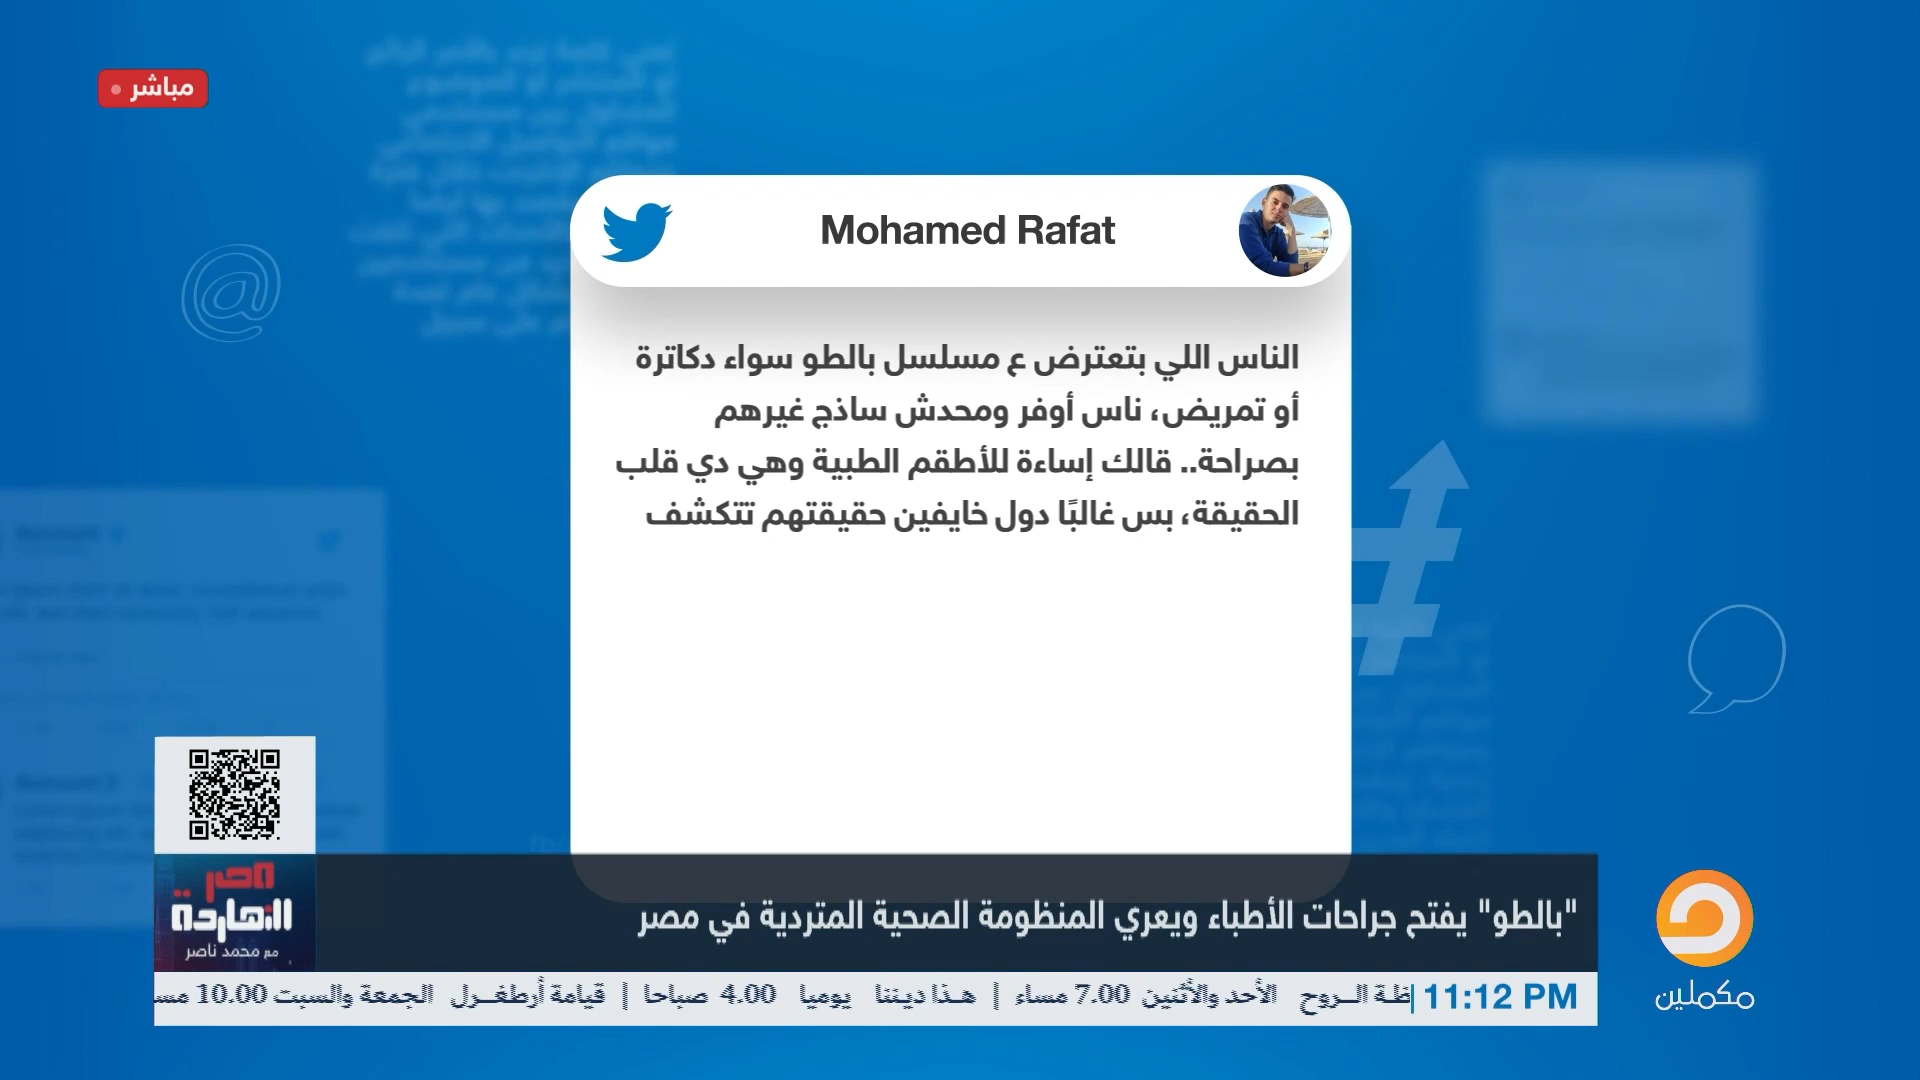 مباشر
Mohamed Rafat
الناس اللي بتعترض ع مسلسل بالطو سواء دكاترة
أو تمريض، ناس أوفر ومحدش ساذج غيرهم
بصراحة.. قالك إساءة للأطقم الطبية وهي دي قلب
الحقيقة، بس غالبًا دول خايفين حقيقتهم تتكشف
"بالطو" يفتح جراحات الأطباء ويعري المنظومة الصحية المتردية في مصر
مصر
النهاردة
مع محمد ناصر
11:12 PM
الـروح الأحد والأثنين 7.00 مساء | هـذا ديـننا يوميا 4.00 صباحا | قيامة أرطغـرل الجمعة والسبت 10.00
مكملين